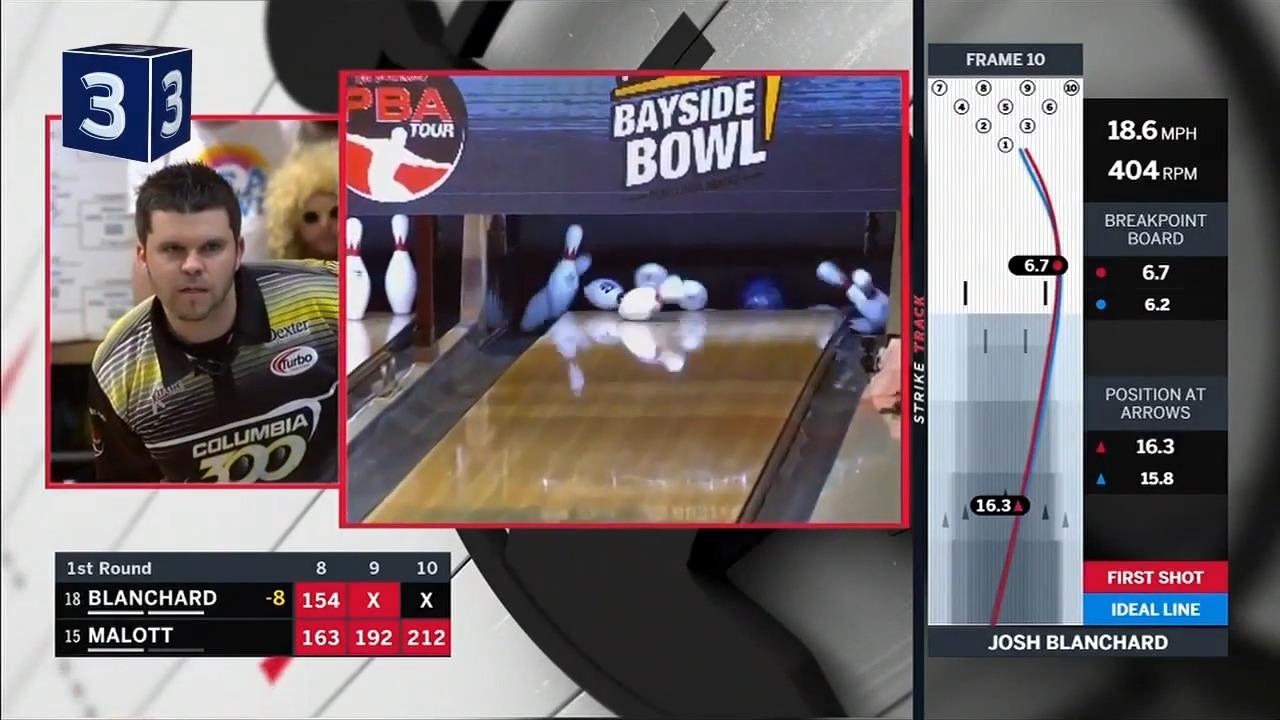 3 3
PBA
TOUR
BAYSIDE
BOWL
Dexter
Turbo
COLUMBIA
300
1st Round 8 9 10
18 BLANCHARD -8 154 X X
15 MALOTT 163 192 212
STRIKE TRACK
FRAME 10
7 8 9 10
4 5 6
2 3
1
6.7
16.3
18.6 MPH
404 RPM
BREAKPOINT
BOARD
6.7
6.2
POSITION AT
ARROWS
16.3
15.8
FIRST SHOT
IDEAL LINE
JOSH BLANCHARD